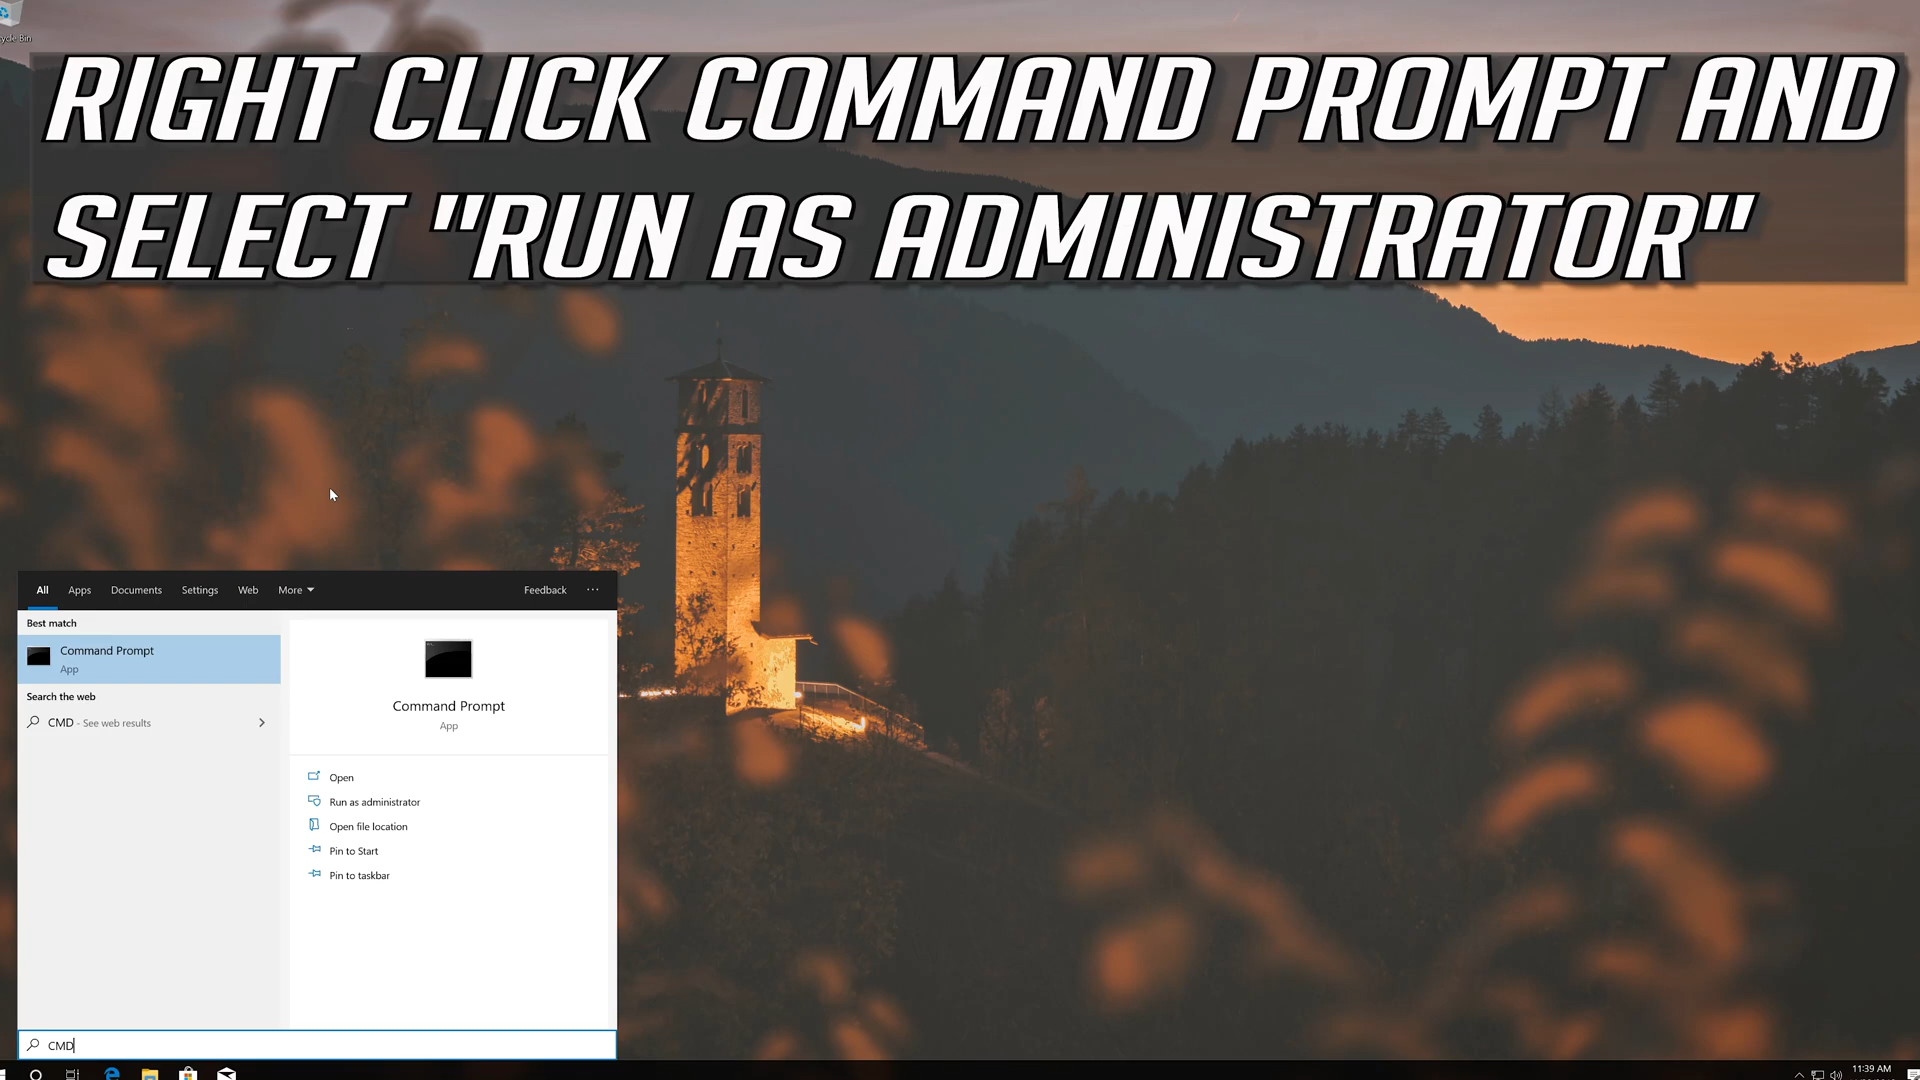 ycle Bin
RIGHT CLICK COMMAND PROMPT AND
SELECT "RUN AS ADMINISTRATOR"
All Apps Documents Settings Web More Feedback ...
Best match
Command Prompt
App
Search the web
CMD - See web results
Command Prompt
App
Open
Run as administrator
Open file location
Pin to Start
Pin to taskbar
CMD
11:39 AM